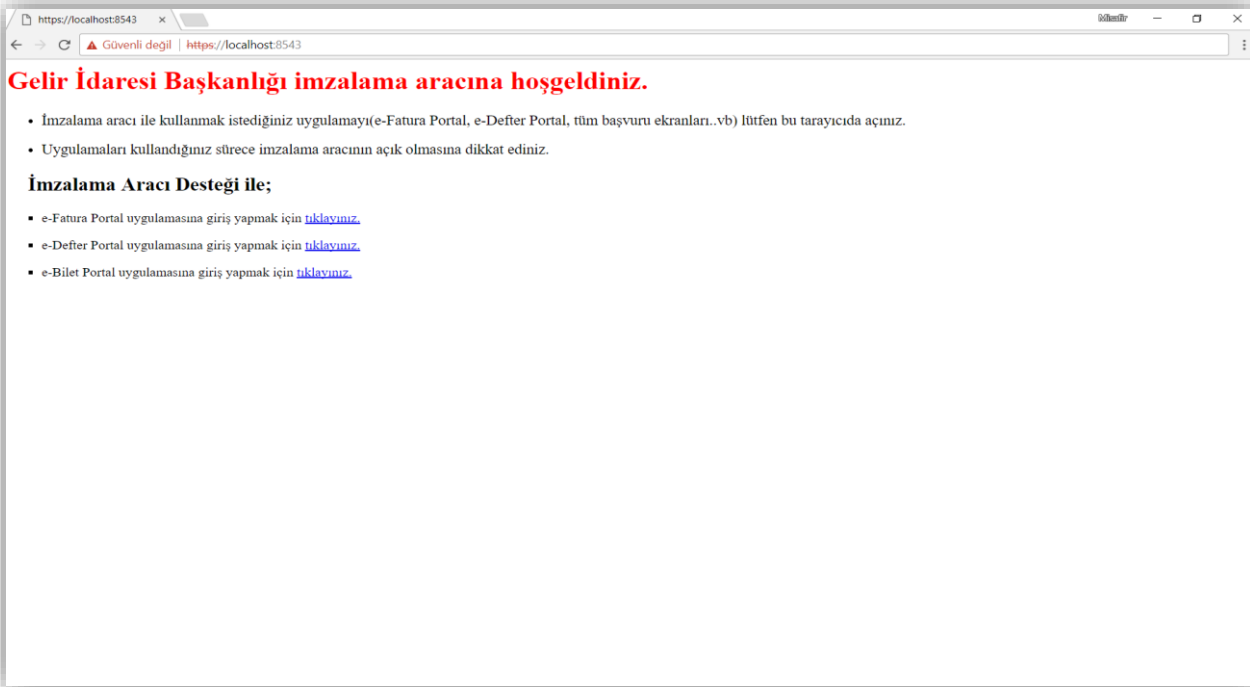 https://localhost:8543
Misafir
Güvenli değil | https://localhost:8543
Gelir İdaresi Başkanlığı imzalama aracına hoşgeldiniz.
• İmzalama aracı ile kullanmak istediğiniz uygulamayı(e-Fatura Portal, e-Defter Portal, tüm başvuru ekranları..vb) lütfen bu tarayıcıda açınız.
• Uygulamaları kullandığınız sürece imzalama aracının açık olmasına dikkat ediniz.
İmzalama Aracı Desteği ile;
▪ e-Fatura Portal uygulamasına giriş yapmak için tıklayınız.
▪ e-Defter Portal uygulamasına giriş yapmak için tıklayınız.
▪ e-Bilet Portal uygulamasına giriş yapmak için tıklayınız.